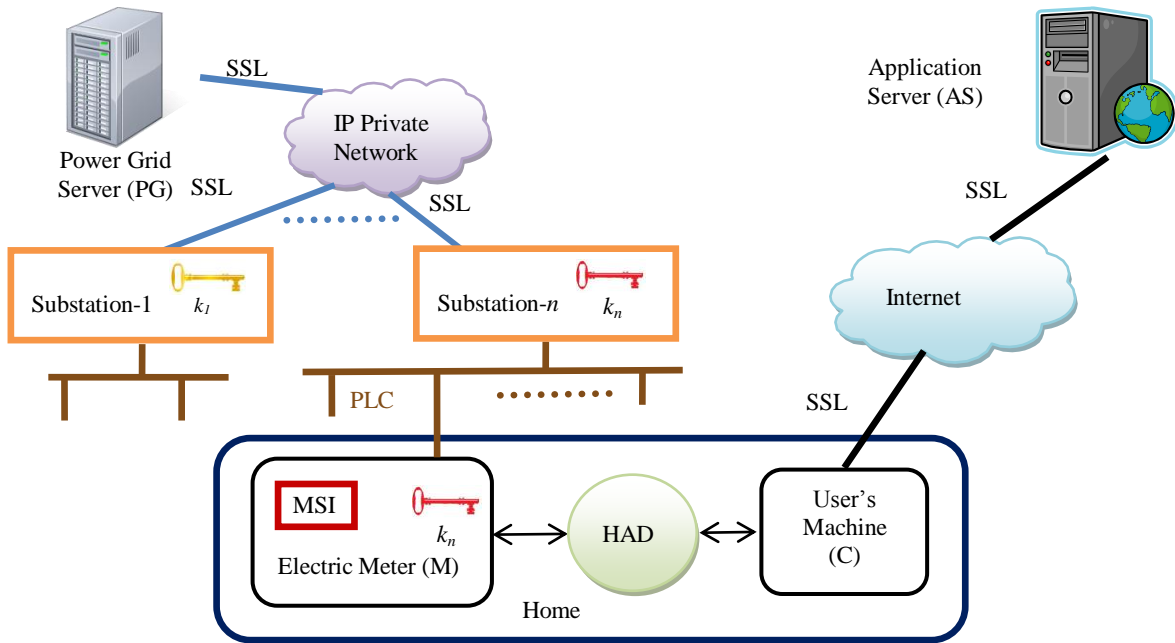 SSL
IP Private
Network
Power Grid
Server (PG)
SSL
SSL
Application
Server (AS)
SSL
Substation-1
k₁
Substation-n
kₙ
Internet
PLC
SSL
MSI
kₙ
Electric Meter (M)
HAD
User's
Machine
(C)
Home